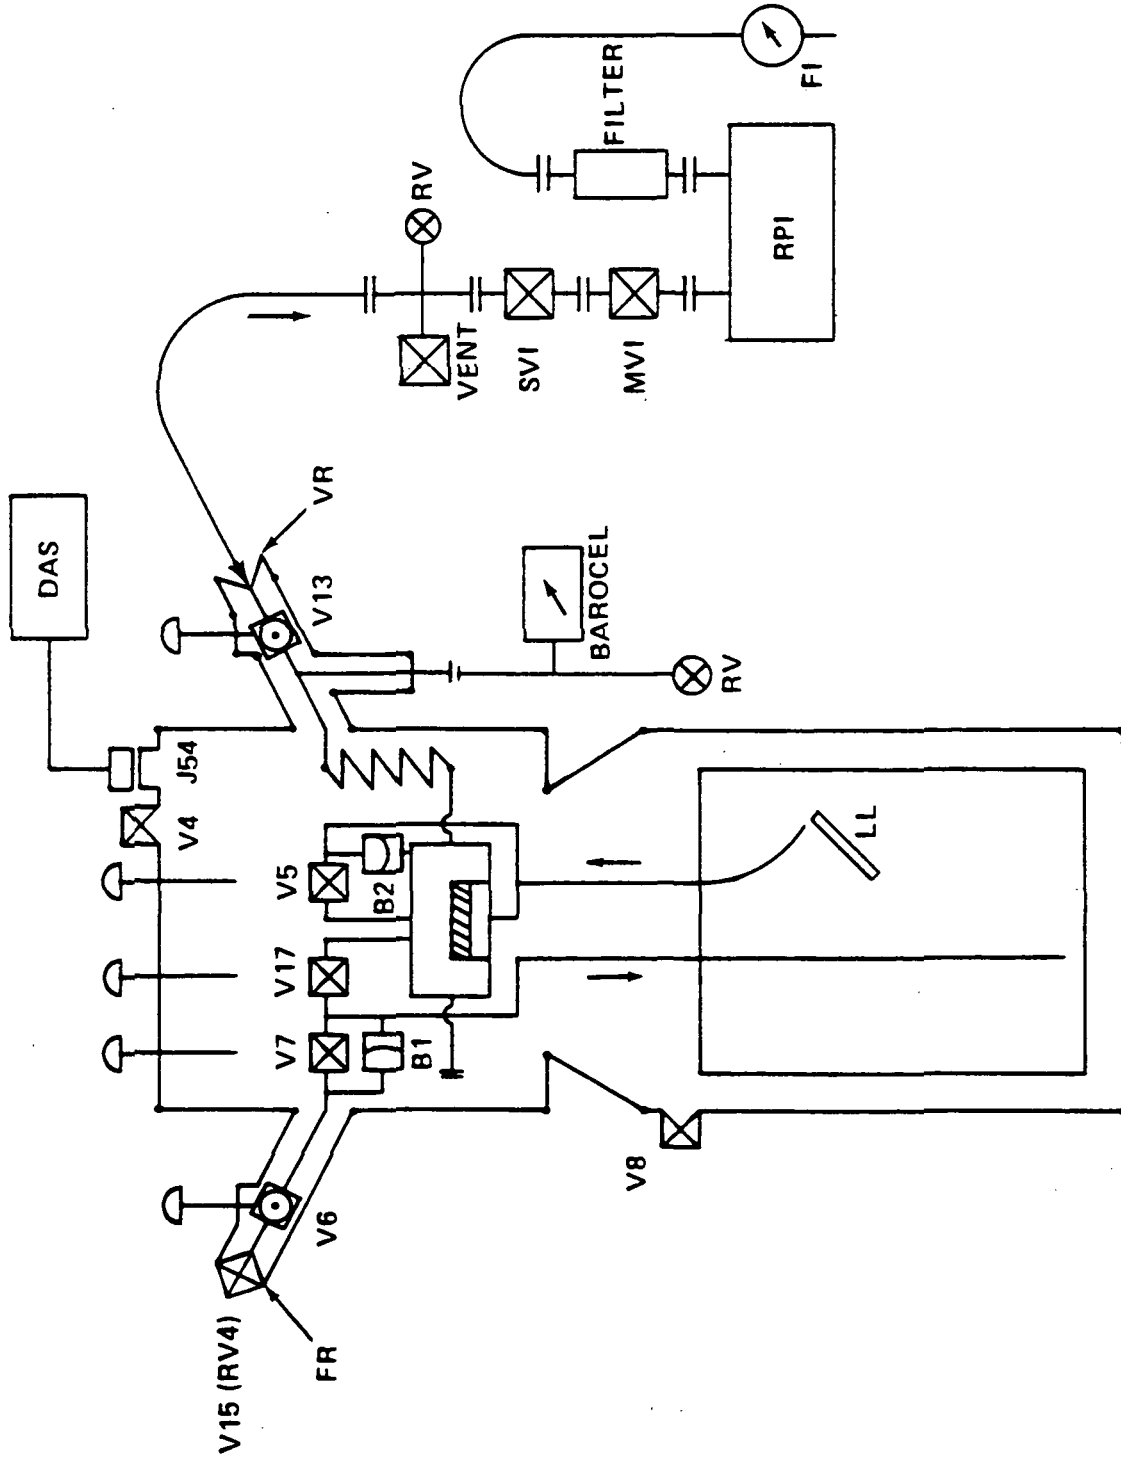 DAS
J54
V4
V5
B2
V17
V7
B1
V6
V15 (RV4)
FR
V8
LL
V13
VR
BAROCEL
RV
RV
VENT
SVI
MVI
RPI
FILTER
FI